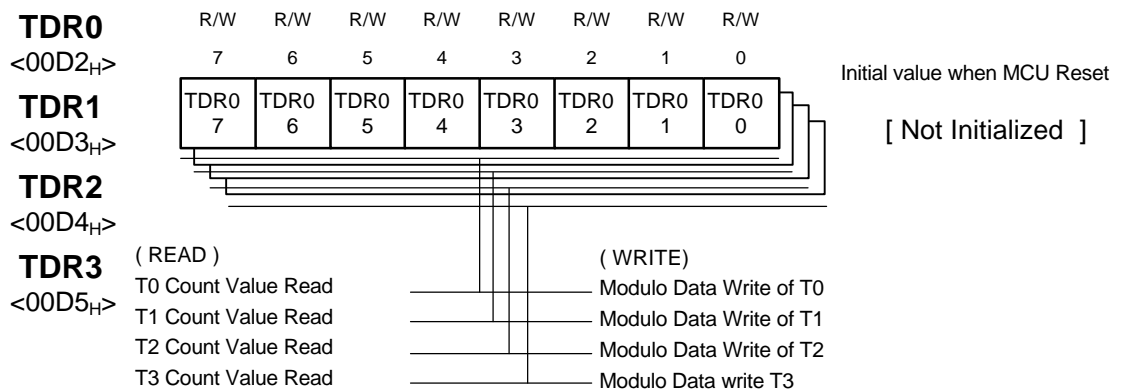 TDR0
<00D2H>
TDR1
<00D3H>
TDR2
<00D4H>
TDR3
<00D5H>
R/W R/W R/W R/W R/W R/W R/W R/W
7 6 5 4 3 2 1 0
TDR0 TDR0 TDR0 TDR0 TDR0 TDR0 TDR0 TDR0
7 6 5 4 3 2 1 0
Initial value when MCU Reset
[ Not Initialized ]
( READ )
T0 Count Value Read
T1 Count Value Read
T2 Count Value Read
T3 Count Value Read
( WRITE)
Modulo Data Write of T0
Modulo Data Write of T1
Modulo Data Write of T2
Modulo Data write T3